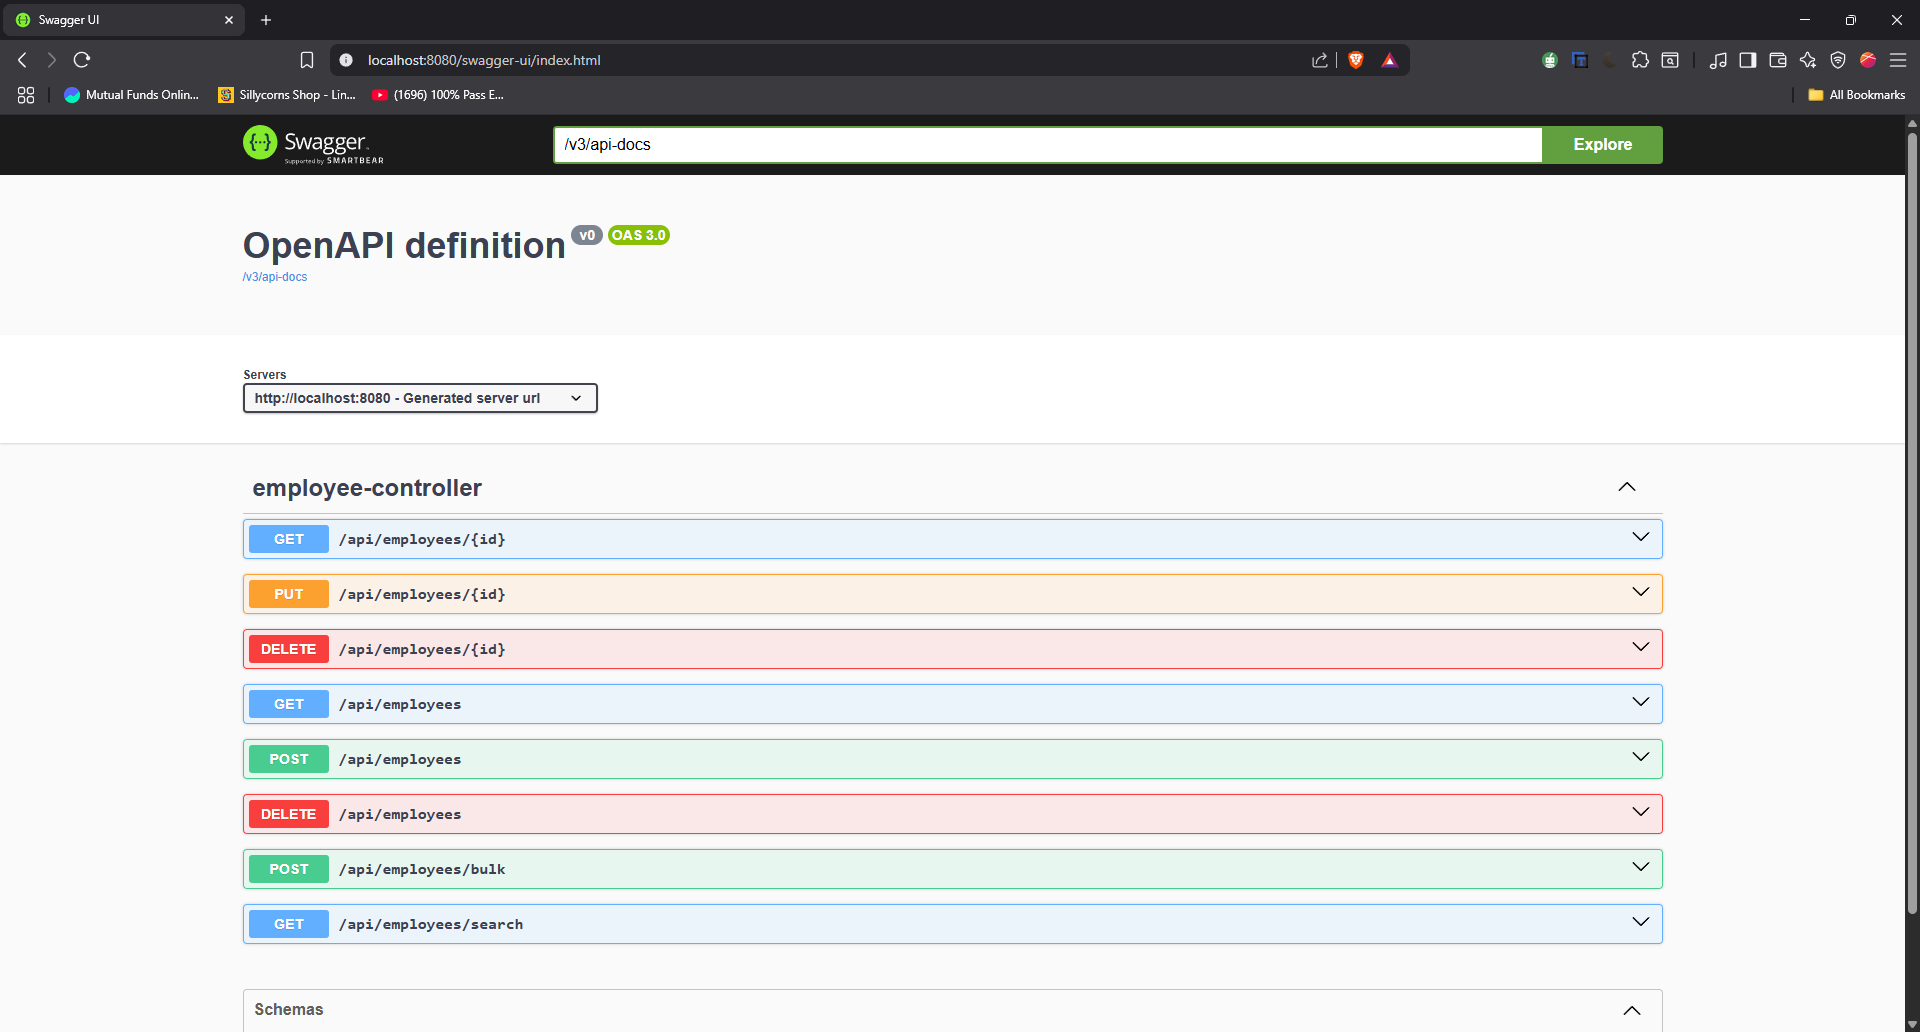 Swagger UI
localhost:8080/swagger-ui/index.html
Mutual Funds Onlin...
Sillycorns Shop - Lin...
(1696) 100% Pass E...
All Bookmarks
Swagger
Supported by SMARTBEAR
/v3/api-docs
Explore
OpenAPI definition v0 OAS 3.0
/v3/api-docs
Servers
http://localhost:8080 - Generated server url
employee-controller
GET /api/employees/{id}
PUT /api/employees/{id}
DELETE /api/employees/{id}
GET /api/employees
POST /api/employees
DELETE /api/employees
POST /api/employees/bulk
GET /api/employees/search
Schemas